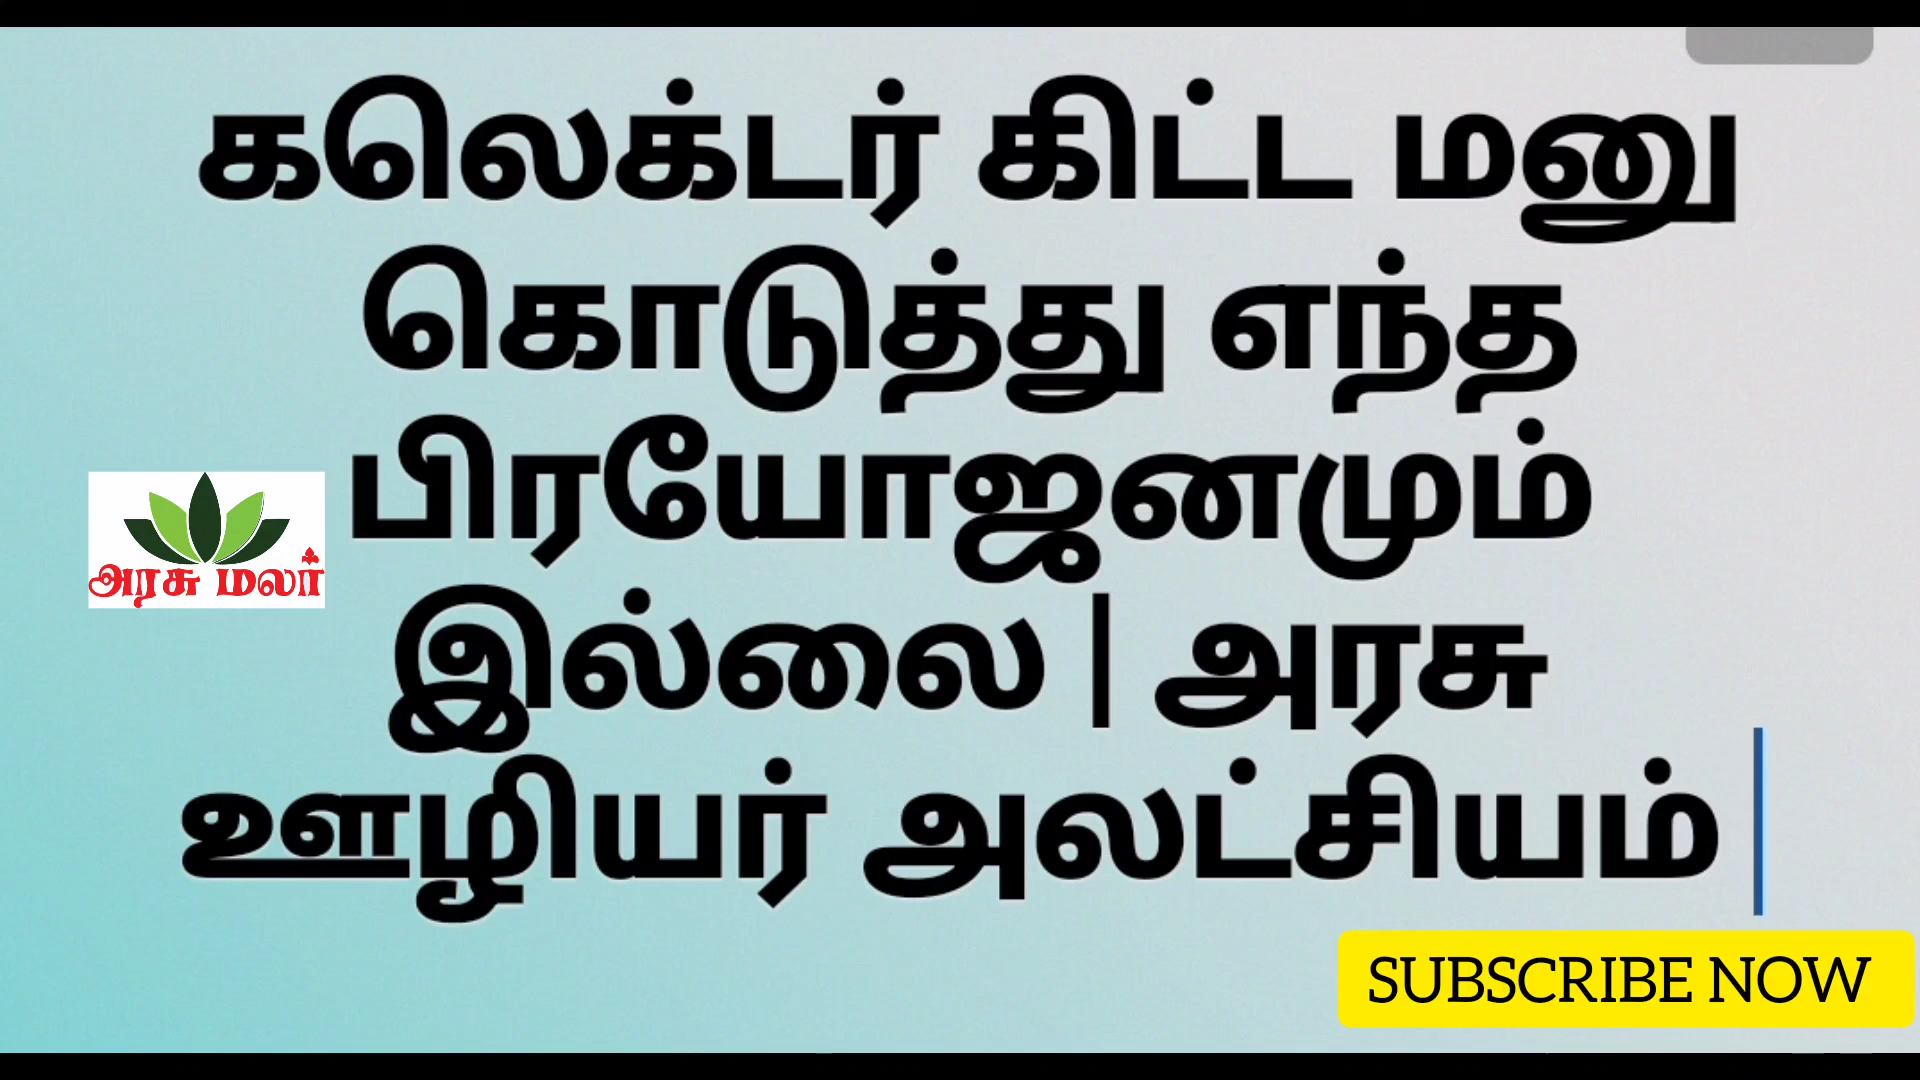 கலெக்டர் கிட்ட மனு
கொடுத்து எந்த
பிரயோஜனமும்
அரசு மலர்
இல்லை | அரசு
ஊழியர் அலட்சியம்
SUBSCRIBE NOW